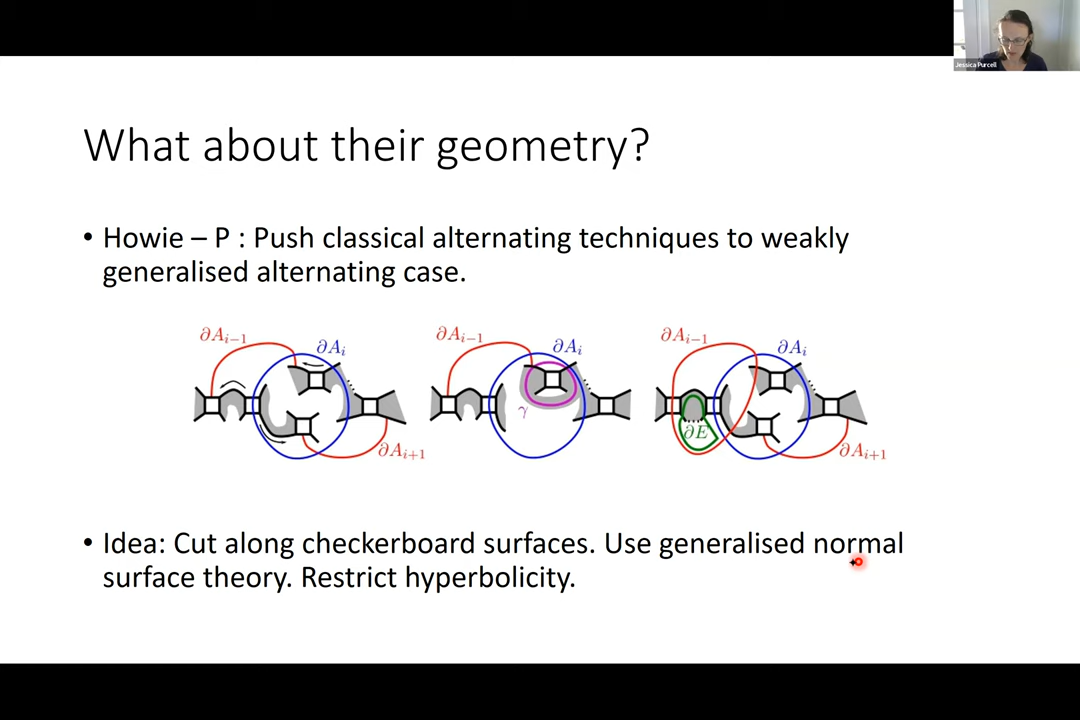 Jessica Purcell
What about their geometry?
• Howie – P : Push classical alternating techniques to weakly
generalised alternating case.
∂A_{i−1} ∂A_i ∂A_{i−1} ∂A_i ∂A_{i−1} ∂A_i
γ ∂E
∂A_{i+1} ∂A_{i+1}
• Idea: Cut along checkerboard surfaces. Use generalised normal
surface theory. Restrict hyperbolicity.